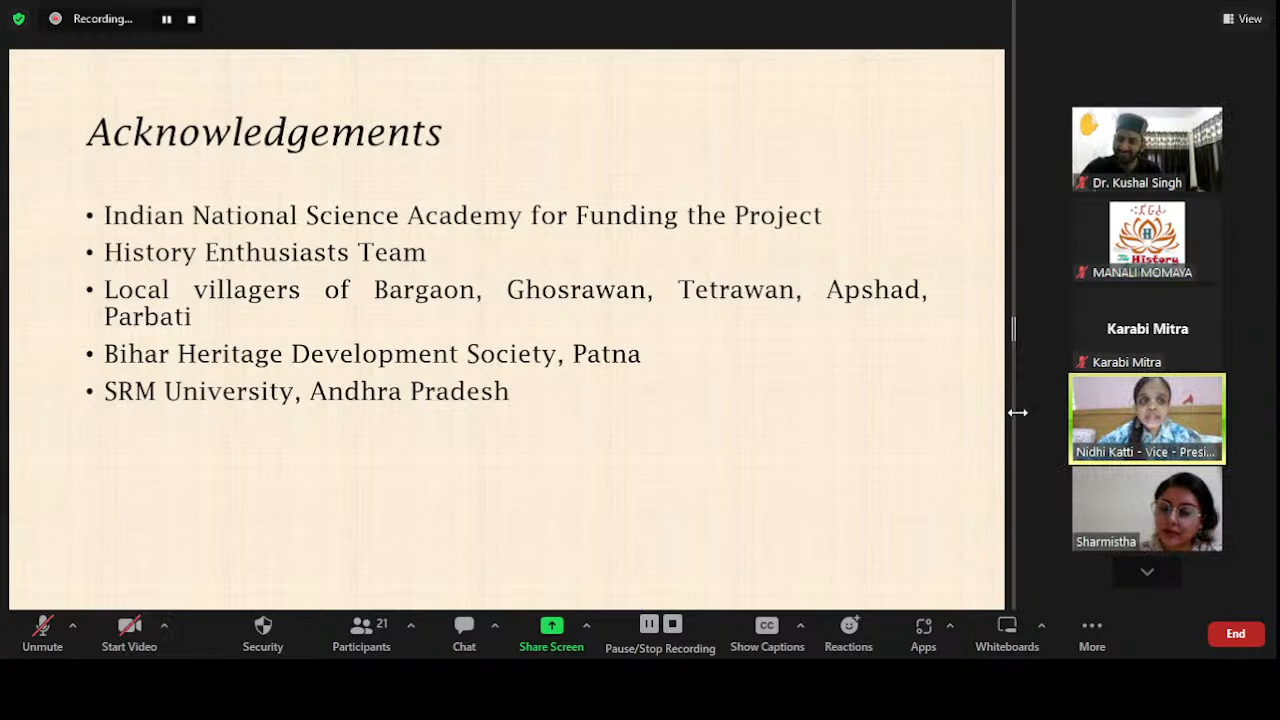 Recording...
View
Acknowledgements
• Indian National Science Academy for Funding the Project
• History Enthusiasts Team
• Local villagers of Bargaon, Ghosrawan, Tetrawan, Apshad,
Parbati
• Bihar Heritage Development Society, Patna
• SRM University, Andhra Pradesh
Dr. Kushal Singh
H
The History
MANALI MOMAYA
Karabi Mitra
Karabi Mitra
Nidhi Katti - Vice - Presi...
Sharmistha
Unmute
Start Video
Security
21
Participants
Chat
Share Screen
Pause/Stop Recording
CC
Show Captions
Reactions
Apps
Whiteboards
More
End